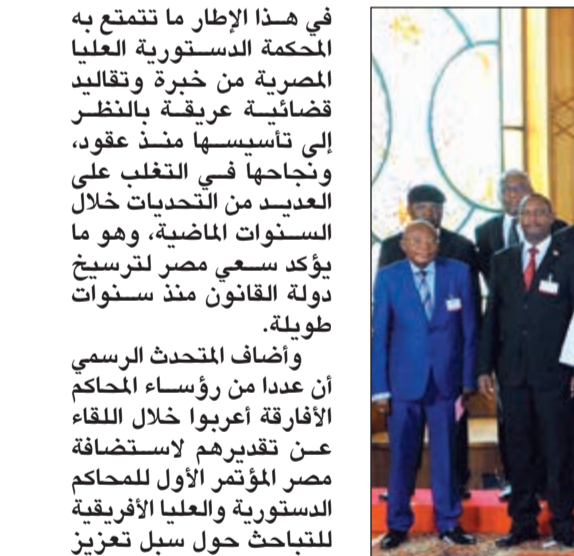 في هـذا الإطار ما تتمتع به
المحكمة الدسـتورية العليا
المصرية من خبرة وتقاليد
قضائيـة عريقـة بالنظـر
إلى تأسيسـها منـذ عقود،
ونجاحها فـي التغلب على
العديـد من التحديات خلال
السـنوات الماضية، وهو ما
يؤكد سـعي مصر لترسيخ
دولة القانون منذ سـنوات
طويلة.
وأضاف المتحدث الرسمي
أن عددا من رؤسـاء المحاكم
الأفارقة أعربوا خلال اللقاء
عـن تقديرهم لاسـتضافة
مصر المؤتمر الأول للمحاكم
الدستورية والعليا الأفريقية
للتباحث حول سبل تعزيز